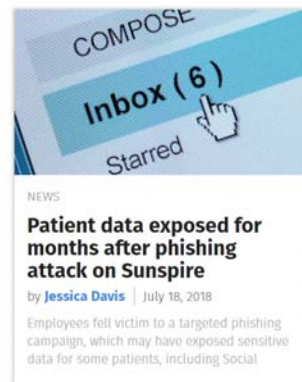 COMPOSE
Inbox ( 6 )
Starred
NEWS
Patient data exposed for
months after phishing
attack on Sunspire
by Jessica Davis | July 18, 2018
Employees fell victim to a targeted phishing
campaign, which may have exposed sensitive
data for some patients, including Social